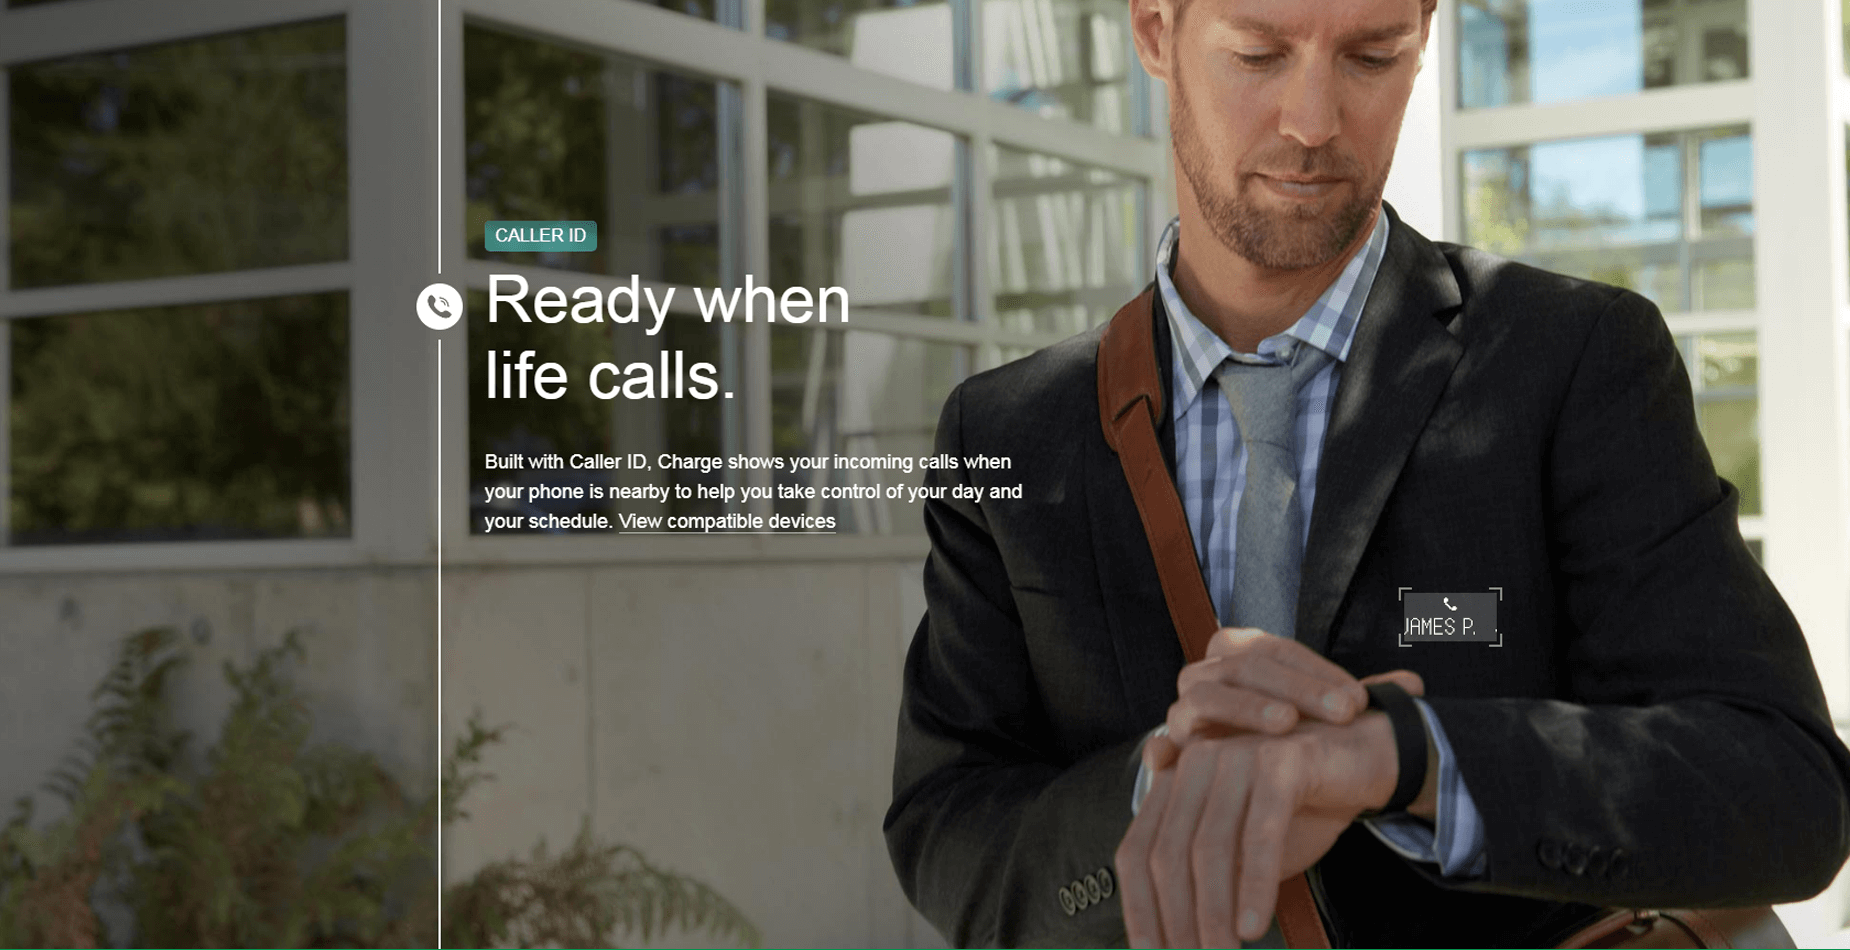 CALLER ID
Ready when
life calls.
Built with Caller ID, Charge shows your incoming calls when
your phone is nearby to help you take control of your day and
your schedule. View compatible devices
JAMES P.